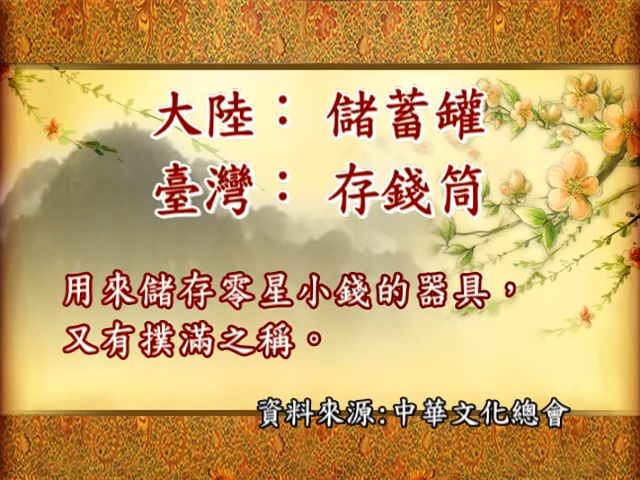 大陸： 儲蓄罐
臺灣： 存錢筒
用來儲存零星小錢的器具，
又有撲滿之稱。
資料來源:中華文化總會